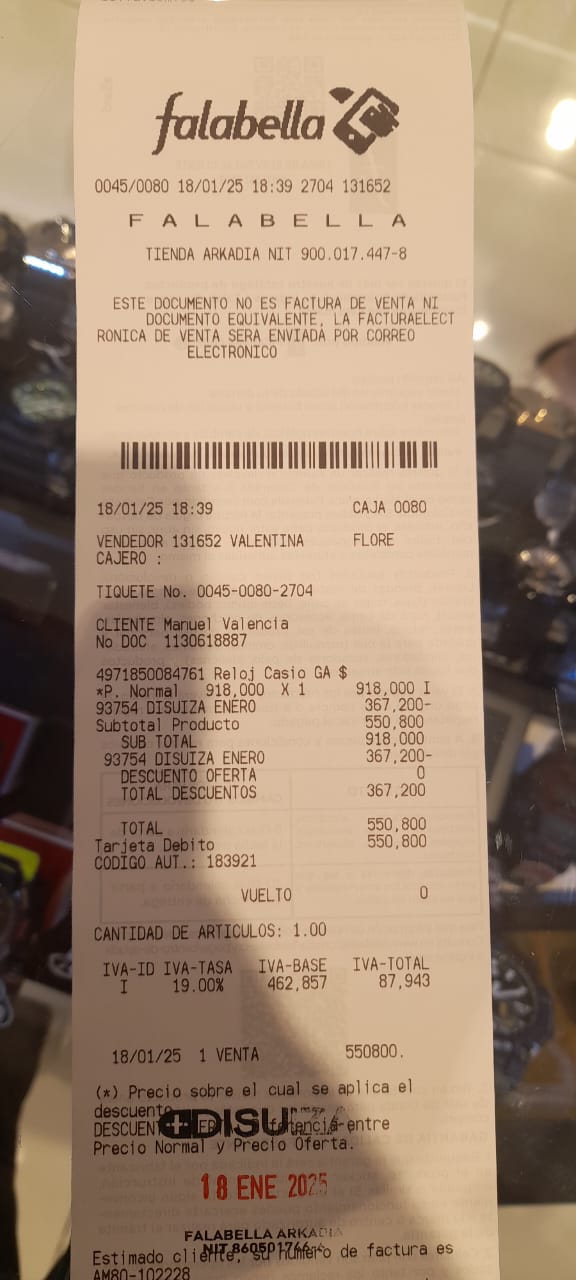 falabella
0045/0080 18/01/25 18:39 2704 131652
F A L A B E L L A
TIENDA ARKADIA NIT 900.017.447-8
ESTE DOCUMENTO NO ES FACTURA DE VENTA NI
DOCUMENTO EQUIVALENTE, LA FACTURAELECT
RONICA DE VENTA SERA ENVIADA POR CORREO
ELECTRONICO
18/01/25 18:39 CAJA 0080
VENDEDOR 131652 VALENTINA FLORE
CAJERO :
TIQUETE No. 0045-0080-2704
CLIENTE Manuel Valencia
No DOC 1130618887
4971850084761 Reloj Casio GA $
*P. Normal 918,000 X 1 918,000 I
93754 DISUIZA ENERO 367,200-
Subtotal Producto 550,800
SUB TOTAL 918,000
93754 DISUIZA ENERO 367,200-
DESCUENTO OFERTA 0
TOTAL DESCUENTOS 367,200
TOTAL 550,800
Tarjeta Debito 550,800
CODIGO AUT.: 183921
VUELTO 0
CANTIDAD DE ARTICULOS: 1.00
IVA-ID IVA-TASA IVA-BASE IVA-TOTAL
I 19.00% 462,857 87,943
18/01/25 1 VENTA 550800.
(*) Precio sobre el cual se aplica el
descuento
entre
Precio Normal y Precio Oferta.
18 ENE 2025
FALABELLA ARKADIA
Estimado cliente, su número de factura es
AM80-102228